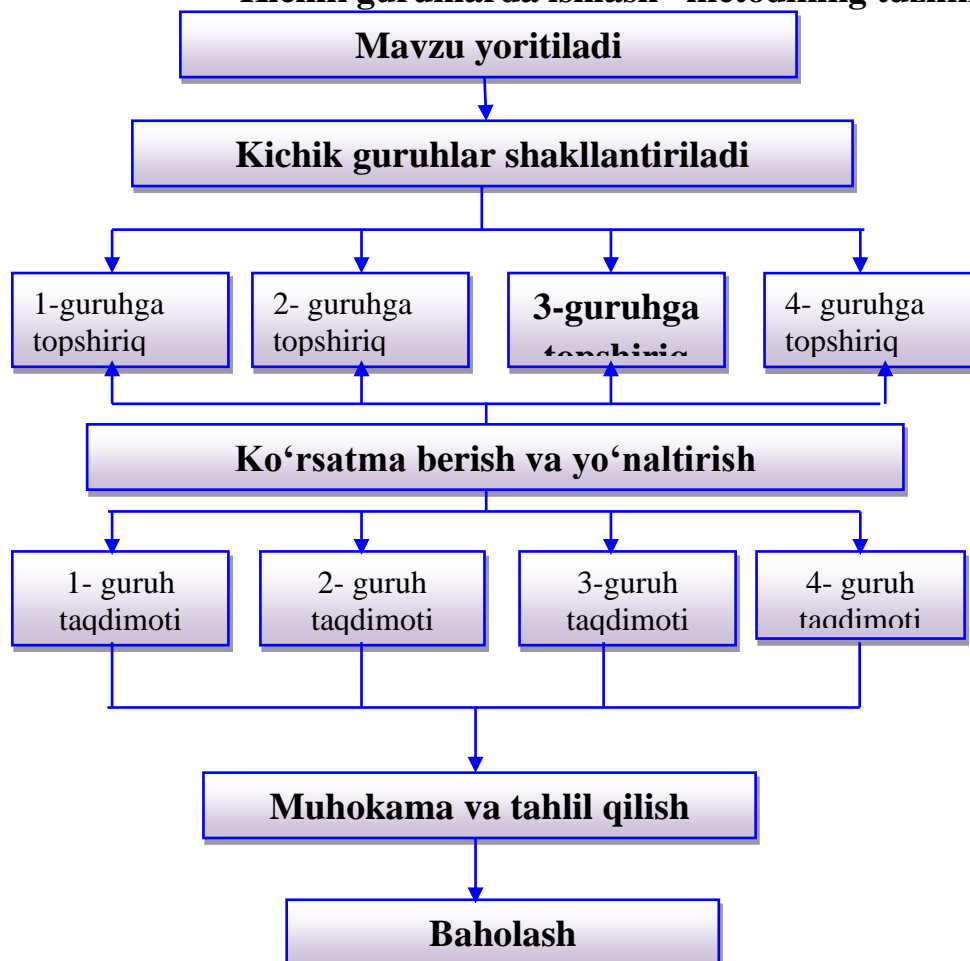 Mavzu yoritiladi
Kichik guruhlar shakllantiriladi
1-guruhga
topshiriq
2- guruhga
topshiriq
3-guruhga
topshiriq
4- guruhga
topshiriq
Ko‘rsatma berish va yo‘naltirish
1- guruh
taqdimoti
2- guruh
taqdimoti
3-guruh
taqdimoti
4- guruh
taqdimoti
Muhokama va tahlil qilish
Baholash